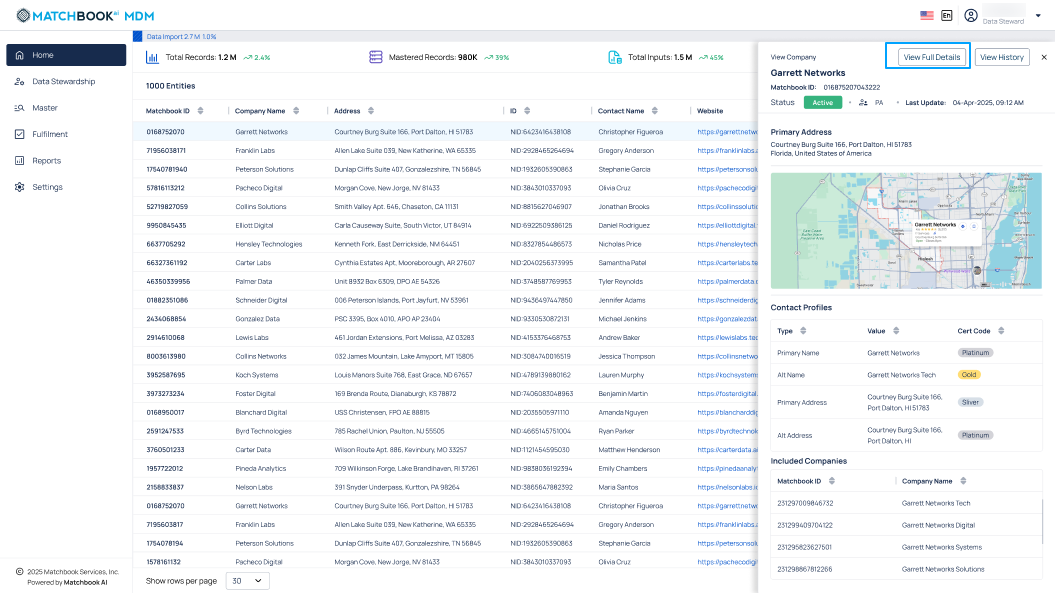 MATCHBOOK AI MDM
En
Data Steward
Data Import 2.7 M 1.0%
Home
Data Stewardship
Master
Fulfilment
Reports
Settings
Total Records: 1.2 M 2.4%
Mastered Records: 980K 39%
Total Inputs: 1.5 M 45%
1000 Entities
Matchbook ID Company Name Address ID Contact Name Website
0168752070 Garrett Networks Courtney Burg Suite 166, Port Dalton, HI 51783 NID:6423416438108 Christopher Figueroa https://garrettnetw
71956038171 Franklin Labs Allen Lake Suite 039, New Katherine, WA 65335 NID:2928465264694 Gregory Anderson https://franklinlabs.
17540781940 Peterson Solutions Dunlap Cliffs Suite 407, Gonzalezchester, TN 56845 NID:1932605390863 Stephanie Garcia https://petersonsolu
57816113212 Pacheco Digital Morgan Cove, New Jorge, NV 81433 NID:3843010337093 Olivia Cruz https://pachecodigi
52719827059 Collins Solutions Smith Valley Apt. 646, Chaseton, CA 11131 NID:8815627046907 Jonathan Brooks https://collinssolutio
9950845435 Elliott Digital Carla Causeway Suite, South Victor, UT 84914 NID:6922509386125 Daniel Rodriguez https://elliottdigital.
6637705292 Hensley Technologies Kenneth Fork, East Derrickside, NM 64451 NID:8327854486573 Nicholas Price https://hensleytech
66327361192 Carter Labs Cynthia Estates Apt, Mooreborough, AR 27607 NID:2040256373995 Samantha Patel https://carterlabs.te
46350339956 Palmer Data Unit 8932 Box 6309, DPO AE 54326 NID:3748587769953 Tyler Reynolds https://palmerdata.c
01882351086 Schneider Digital 006 Peterson Islands, Port Jayfurt, NV 53961 NID:9436497447850 Jennifer Adams https://schneiderdig
2434068854 Gonzalez Data PSC 3395, Box 4010, APO AP 23404 NID:9330530872131 Michael Jenkins https://gonzalezdat
2914610068 Lewis Labs 461 Jordan Extensions, Port Melissa, AZ 03283 NID:4153376468753 Andrew Baker https://lewislabs.tec
8003613980 Collins Networks 032 James Mountain, Lake Amyport, MT 15805 NID:3084740016519 Jessica Thompson https://collinsnetwo
3952587695 Koch Systems Louis Manors Suite 768, East Grace, ND 67657 NID:4789139880162 Lauren Murphy https://kochsystems
3973273234 Foster Digital 169 Brenda Route, Dianaburgh, KS 78872 NID:7406083048963 Benjamin Martin https://fosterdigital.
0168950017 Blanchard Digital USS Christensen, FPO AE 88815 NID:2035505971110 Amanda Nguyen https://blancharddi
2591247533 Byrd Technologies 785 Rachel Union, Paulton, NJ 55505 NID:4665145751004 Ryan Parker https://byrdtechnol
3760501233 Carter Data Wilson Route Apt. 886, Kevinbury, MO 33257 NID:1121454595030 Matthew Henderson https://carterdata.a
1957722012 Pineda Analytics 709 Wilkinson Forge, Lake Brandihaven, RI 37261 NID:9838036192394 Emily Chambers https://pinedaanaly
2158833837 Nelson Labs 391 Snyder Underpass, Kurtton, PA 98264 NID:3865647882392 Maria Santos https://nelsonlabs.i
0168752070 Garrett Networks Courtney Burg Suite 166, Port Dalton, HI 51783 NID:6423416438108 Christopher Figueroa https://garrettnetw
7195603817 Franklin Labs Allen Lake Suite 039, New Katherine, WA 65335 NID:2928465264694 Gregory Anderson https://franklinlabs.
1754078194 Peterson Solutions Dunlap Cliffs Suite 407, Gonzalezchester, TN 56845 NID:1932605390863 Stephanie Garcia https://petersonsolu
1578161132 Pacheco Digital Morgan Cove, New Jorge, NV 81433 NID:3843010337093 Olivia Cruz https://pachecodigi
Show rows per page 30
© 2025 Matchbook Services, Inc.
Powered by Matchbook AI
View Company
View Full Details
View History
Garrett Networks
Matchbook ID: 016875207043222
Status Active • PA • Last Update: 04-Apr-2025, 09:12 AM
Primary Address
Courtney Burg Suite 166, Port Dalton, HI 51783
Florida, United States of America
Garrett Networks
Contact Profiles
Type Value Cert Code
Primary Name Garrett Networks Platinum
Alt Name Garrett Networks Tech Gold
Primary Address Courtney Burg Suite 166, Port Dalton, HI 51783 Sliver
Alt Address Courtney Burg Suite 166, Port Dalton, HI Platinum
Included Companies
Matchbook ID Company Name
231297009846732 Garrett Networks Tech
231299409704122 Garrett Networks Digital
231295823627501 Garrett Networks Systems
231298867812266 Garrett Networks Solutions